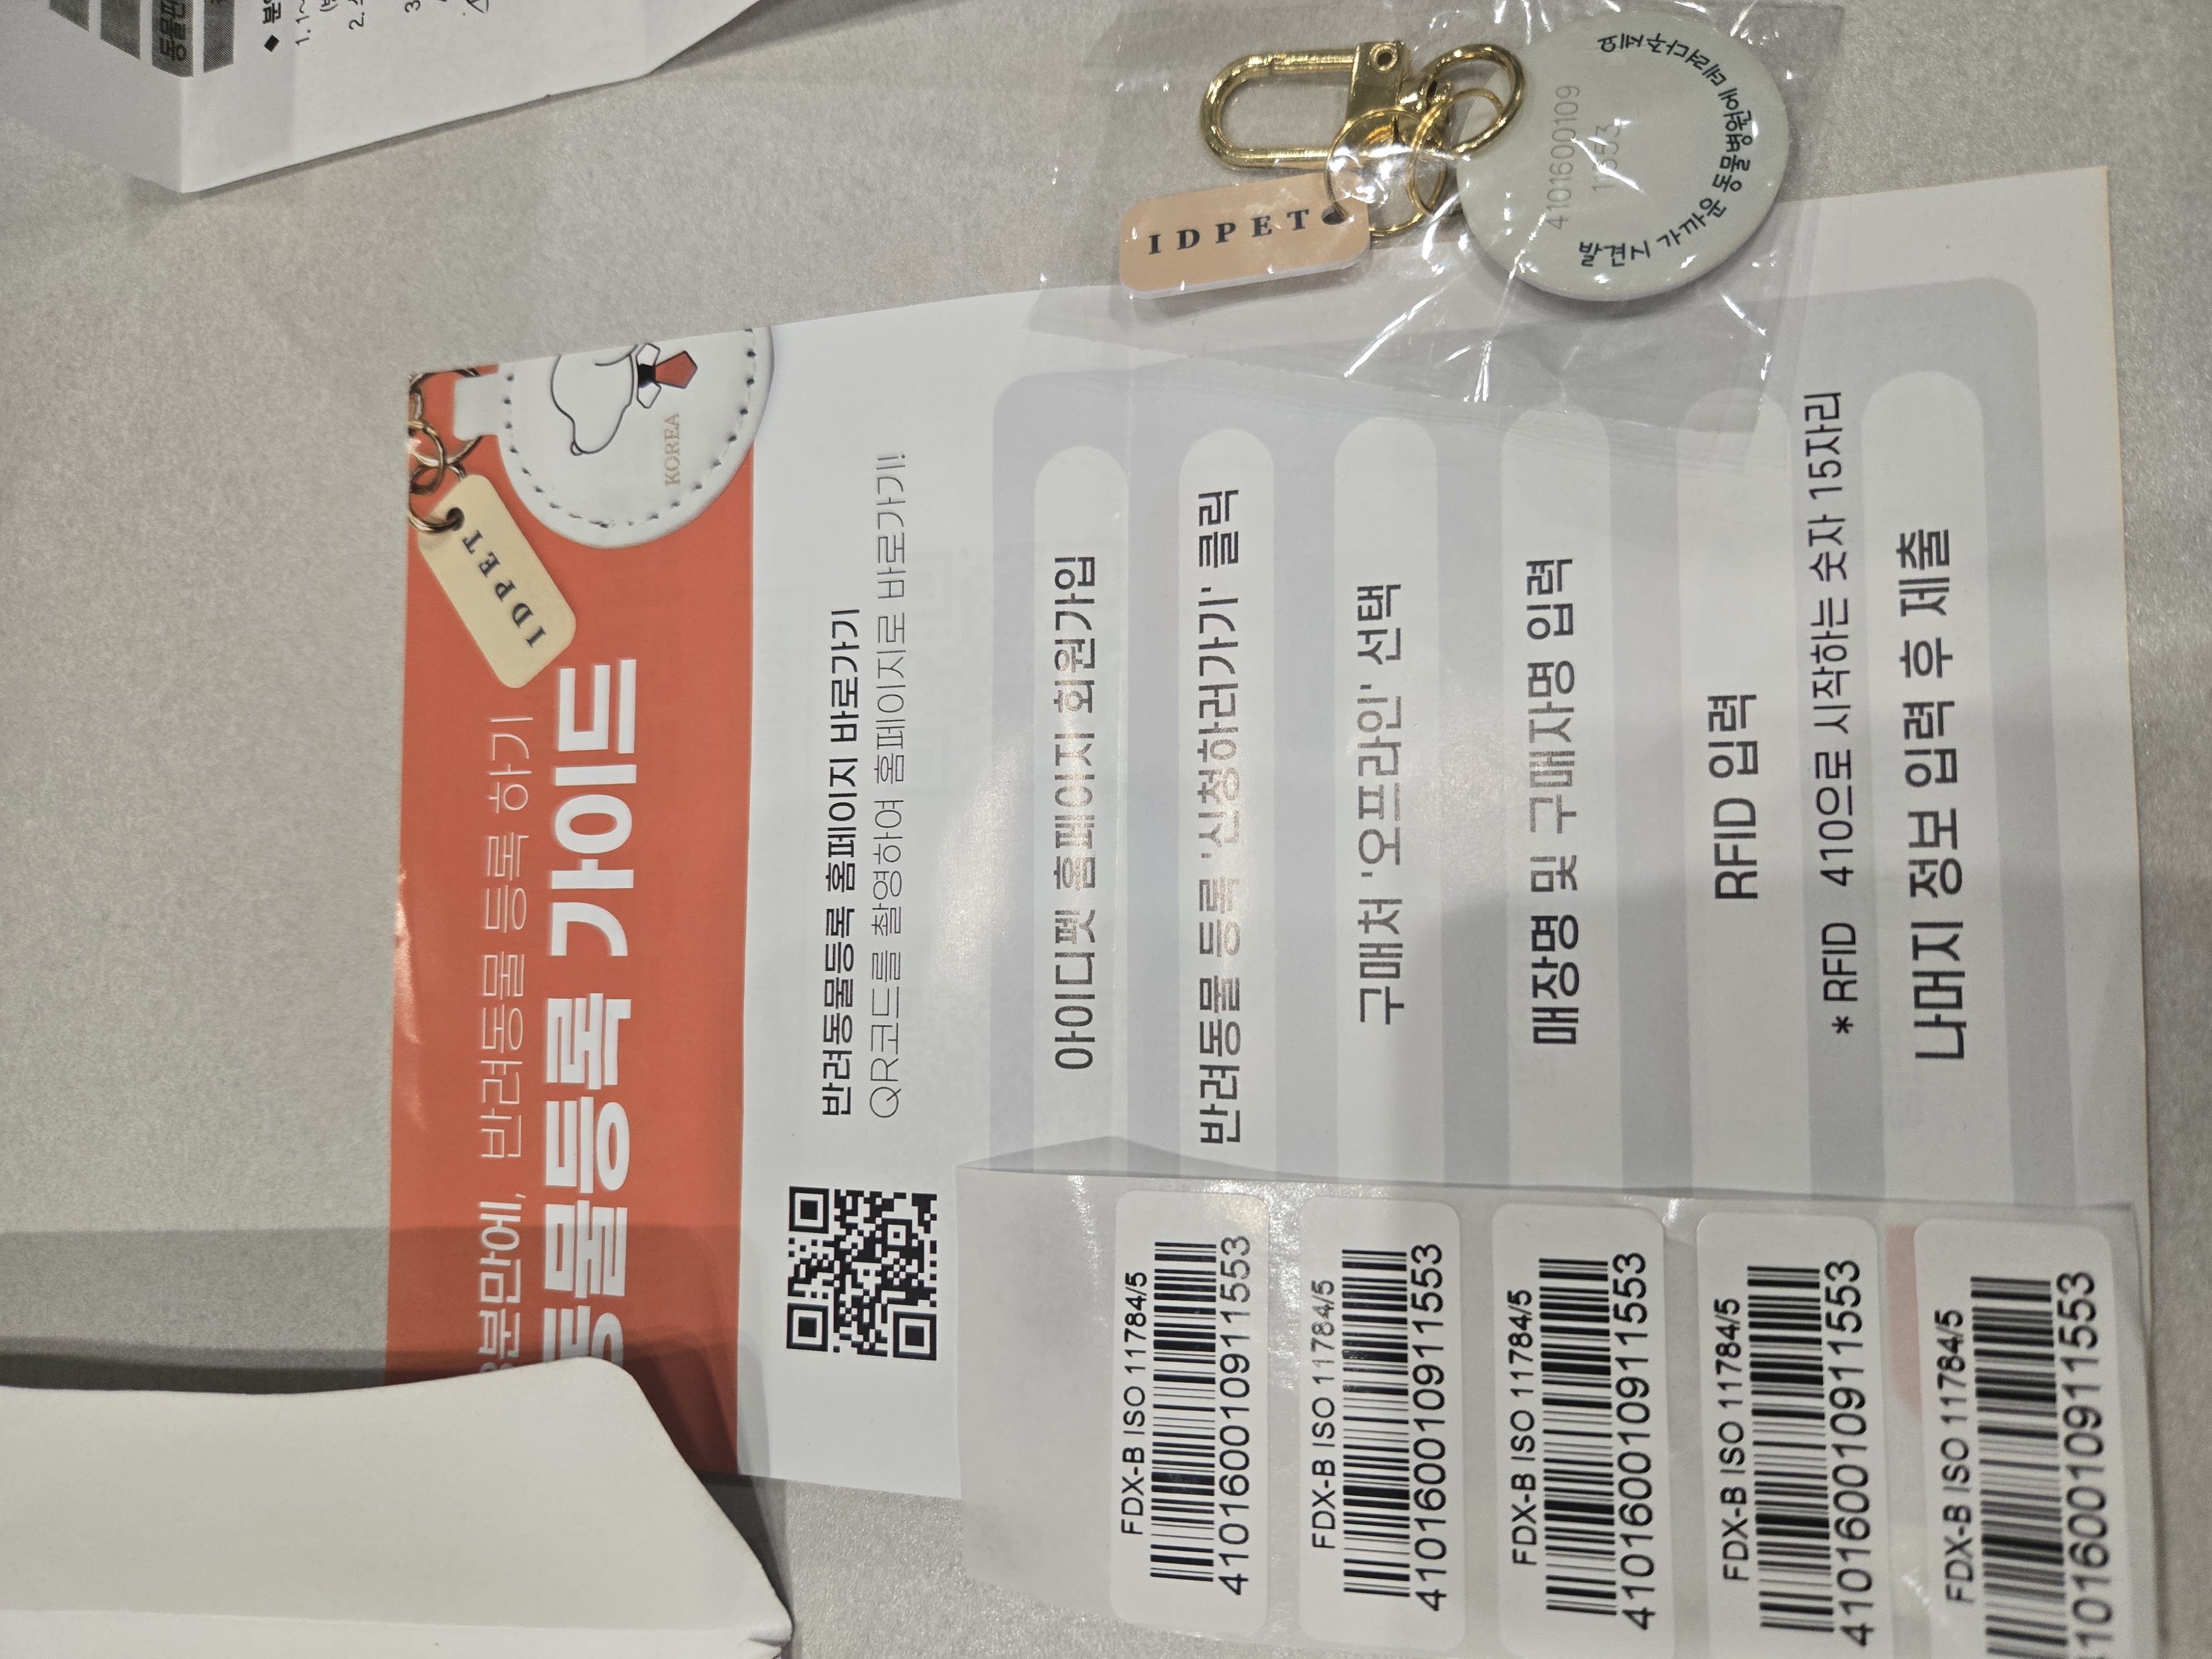 반려동물 등록 하기
동물등록 가이드
IDPET
KOREA
반려동물등록 홈페이지 바로가기
QR코드를 촬영하여 홈페이지로 바로가기!
아이디펫 홈페이지 회원가입
반려동물 등록 '신청하러가기' 클릭
구매처 '오프라인' 선택
매장명 및 구매자명 입력
RFID 입력
* RFID 410으로 시작하는 숫자 15자리
나머지 정보 입력 후 제출
FDX-B ISO 11784/5
410160010911553
FDX-B ISO 11784/5
410160010911553
FDX-B ISO 11784/5
410160010911553
FDX-B ISO 11784/5
410160010911553
FDX-B ISO 11784/5
10160010911553
IDPET
4101600109
발견시 가까운 동물병원에 데려다주세요